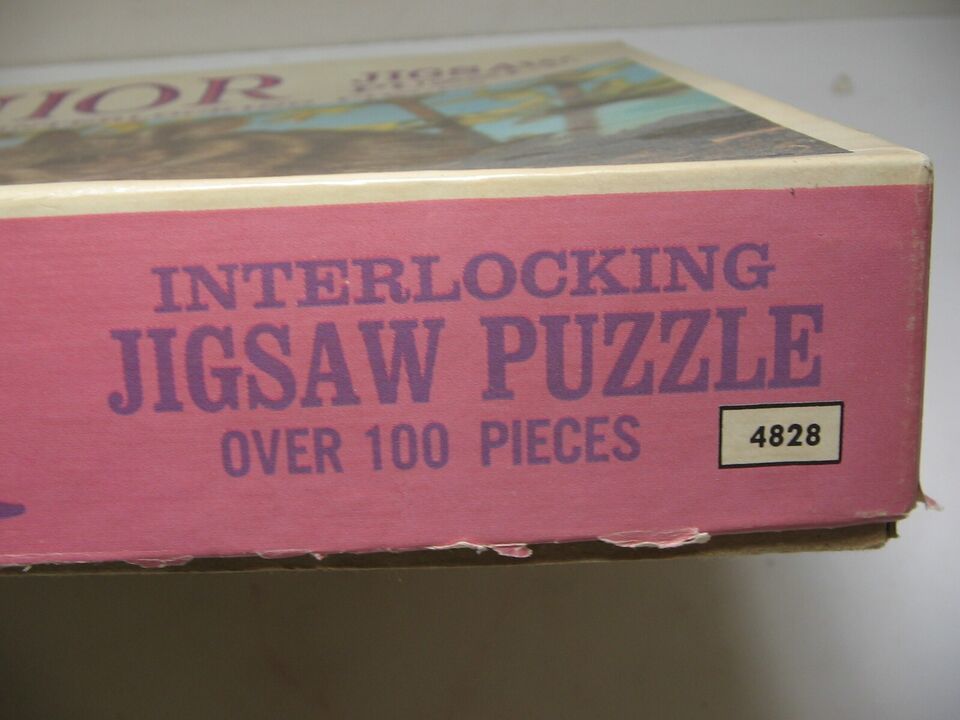 JIGSAW
INTERLOCKING
JIGSAW PUZZLE
OVER 100 PIECES
4828